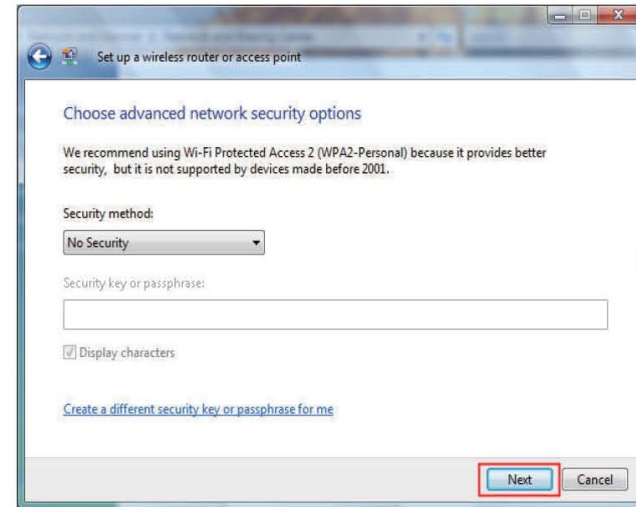 Set up a wireless router or access point
Choose advanced network security options
We recommend using Wi-Fi Protected Access 2 (WPA2-Personal) because it provides better
security, but it is not supported by devices made before 2001.
Security method:
No Security
Security key or passphrase:
Display characters
Create a different security key or passphrase for me
Next
Cancel